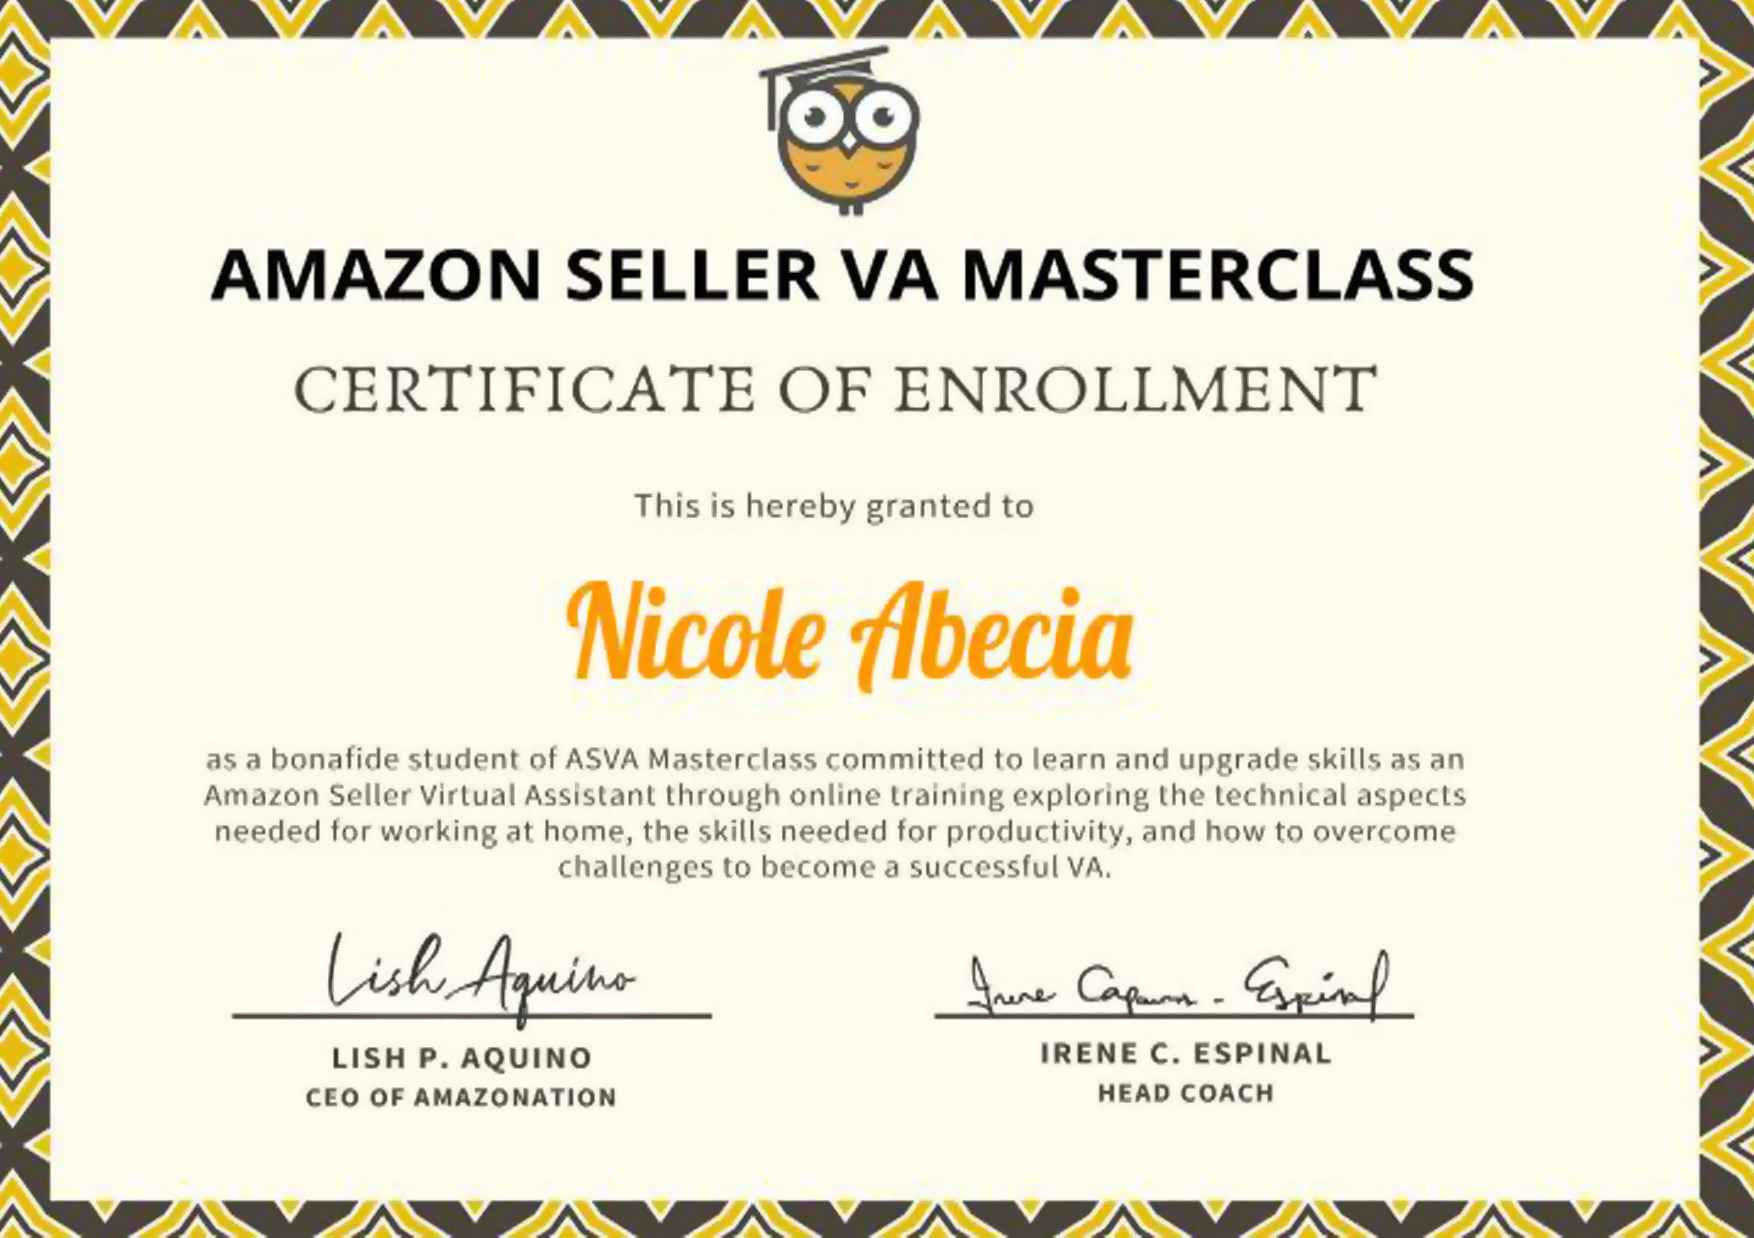 AMAZON SELLER VA MASTERCLASS
CERTIFICATE OF ENROLLMENT
This is hereby granted to
Nicole Abecia
as a bonafide student of ASVA Masterclass committed to learn and upgrade skills as an
Amazon Seller Virtual Assistant through online training exploring the technical aspects
needed for working at home, the skills needed for productivity, and how to overcome
challenges to become a successful VA.
Lish Aquino
LISH P. AQUINO
CEO OF AMAZONATION
Irene - Espinal
IRENE C. ESPINAL
HEAD COACH